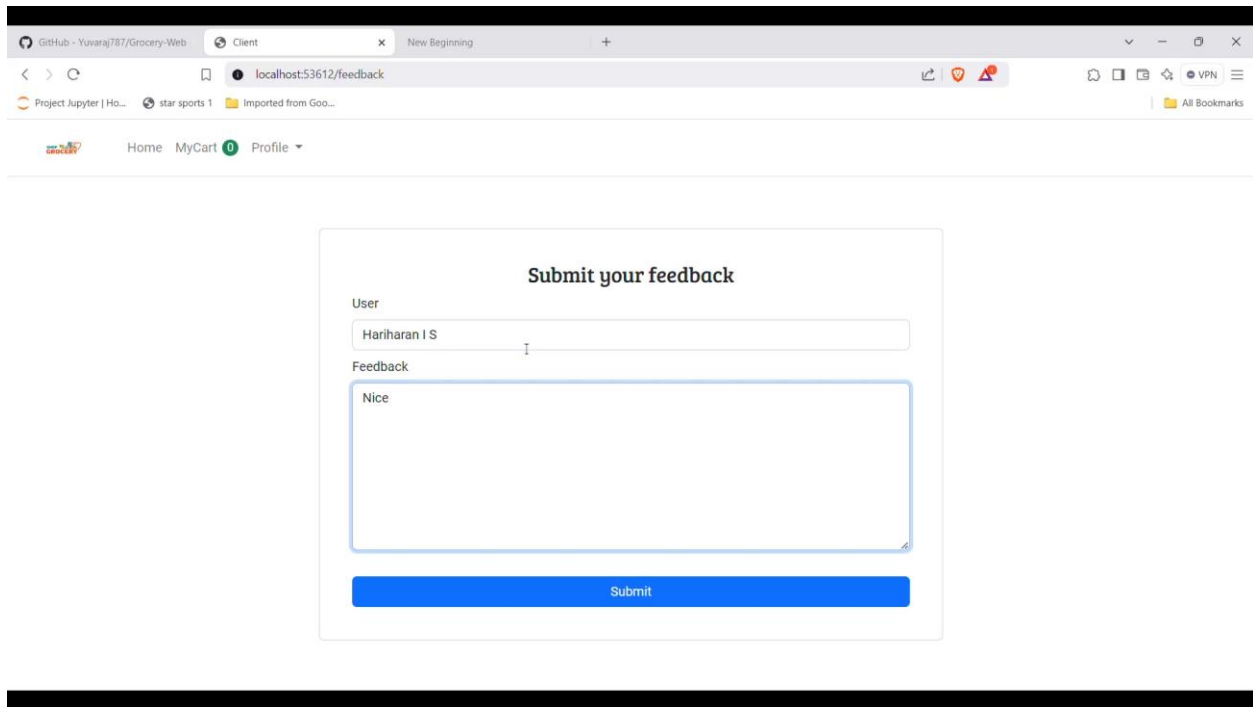 GitHub - Yuvaraj787/Grocery-Web
Client
New Beginning
localhost:53612/feedback
VPN
Project Jupyter | Ho...
star sports 1
Imported from Goo...
All Bookmarks
GROCERY
Home
MyCart 0
Profile
Submit your feedback
User
Hariharan I S
Feedback
Nice
Submit